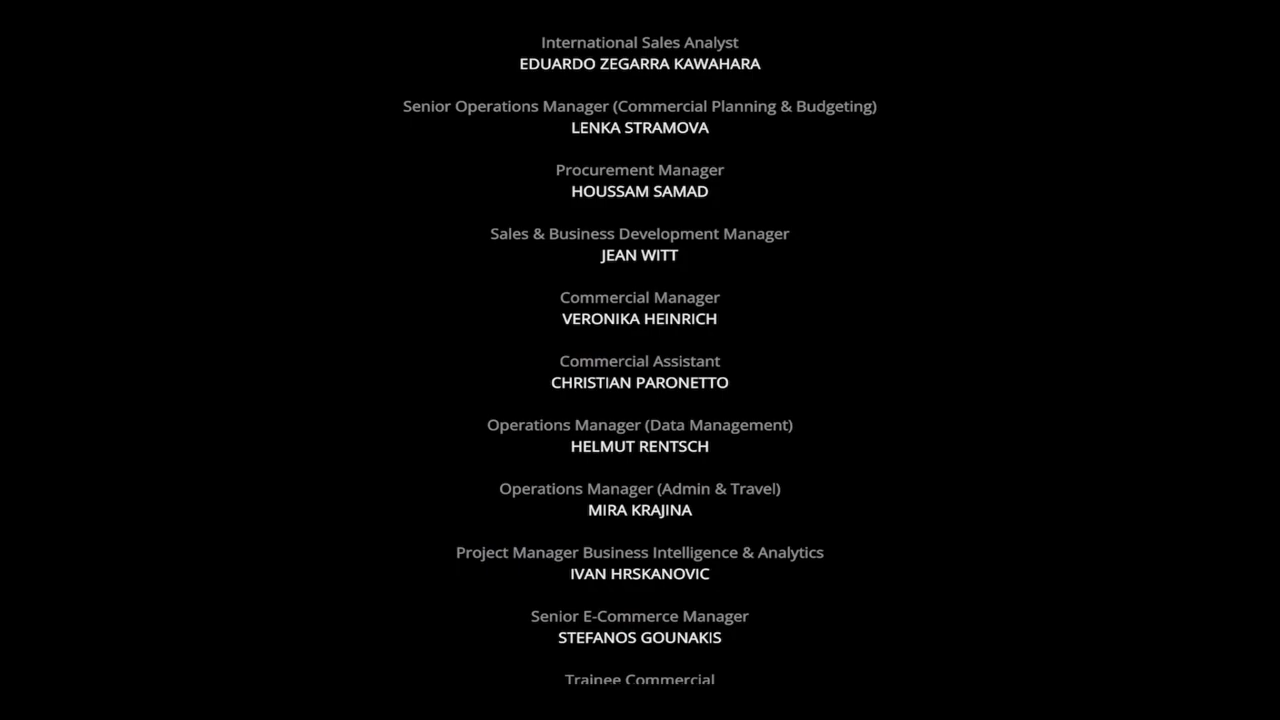 International Sales Analyst
EDUARDO ZEGARRA KAWAHARA
Senior Operations Manager (Commercial Planning & Budgeting)
LENKA STRAMOVA
Procurement Manager
HOUSSAM SAMAD
Sales & Business Development Manager
JEAN WITT
Commercial Manager
VERONIKA HEINRICH
Commercial Assistant
CHRISTIAN PARONETTO
Operations Manager (Data Management)
HELMUT RENTSCH
Operations Manager (Admin & Travel)
MIRA KRAJINA
Project Manager Business Intelligence & Analytics
IVAN HRSKANOVIC
Senior E-Commerce Manager
STEFANOS GOUNAKIS
Trainee Commercial